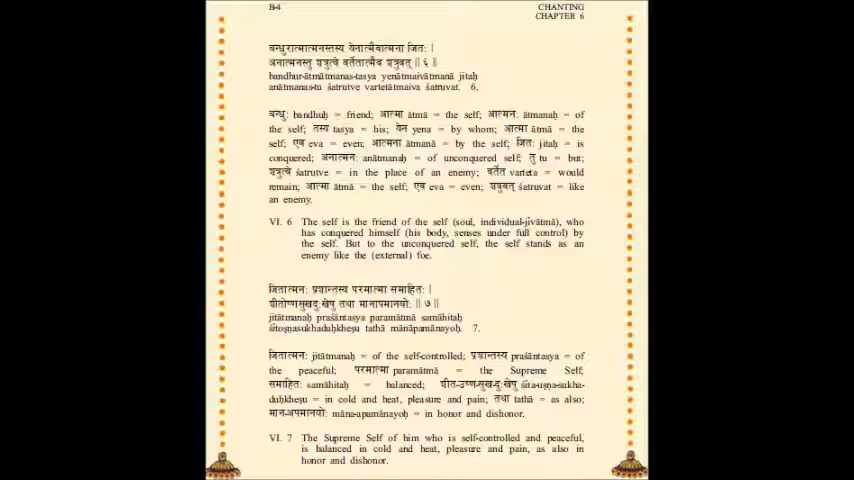 B-4
CHANTING
CHAPTER 6
बन्धुरात्मात्मनस्तस्य येनात्मैवात्मना जित: |
अनात्मनस्तु शत्रुत्वे वर्तेतात्मैव शत्रुवत् || ६ ||
bandhur-ātmātmanas-tasya yenātmaivātmanā jitaḥ
anātmanas-tu śatrutve vartetātmaiva śatruvat. 6.
बन्धु: bandhuḥ = friend; आत्मा ātmā = the self; आत्मन: ātmanaḥ = of
the self; तस्य tasya = his; येन yena = by whom; आत्मा ātmā = the
self; एव eva = even; आत्मना ātmanā = by the self; जित: jitaḥ = is
conquered; अनात्मन: anātmanaḥ = of unconquered self; तु tu = but;
शत्रुत्वे śatrutve = in the place of an enemy; वर्तेत varteta = would
remain; आत्मा ātmā = the self; एव eva = even; शत्रुवत् śatruvat = like
an enemy.
VI. 6 The self is the friend of the self (soul, individual-jīvātmā), who
has conquered himself (his body, senses under full control) by
the self. But to the unconquered self, the self stands as an
enemy like the (external) foe.
जितात्मन: प्रशान्तस्य परमात्मा समाहित: |
शीतोष्णसुखदु:खेषु तथा मानापमानयो: || ७ ||
jitātmanaḥ praśāntasya paramātmā samāhitaḥ
śītoṣṇasukhaduḥkheṣu tathā mānāpamānayoḥ. 7.
जितात्मन: jitātmanaḥ = of the self-controlled; प्रशान्तस्य praśāntasya = of
the peaceful; परमात्मा paramātmā = the Supreme Self;
समाहित: samāhitaḥ = balanced; शीत-उष्ण-सुख-दु:खेषु śīta-uṣṇa-sukha-
duḥkheṣu = in cold and heat, pleasure and pain; तथा tathā = as also;
मान-अपमानयो: māna-apamānayoḥ = in honor and dishonor.
VI. 7 The Supreme Self of him who is self-controlled and peaceful,
is balanced in cold and heat, pleasure and pain, as also in
honor and dishonor.